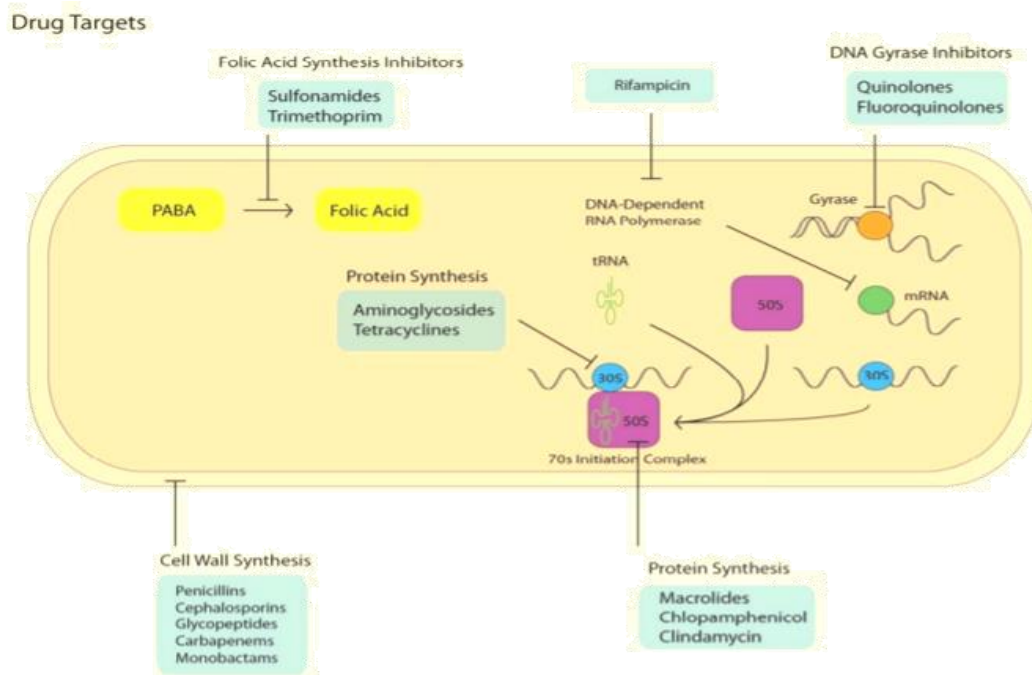 Drug Targets
Folic Acid Synthesis Inhibitors
Sulfonamides
Trimethoprim
Rifampicin
DNA Gyrase Inhibitors
Quinolones
Fluoroquinolones
PABA
Folic Acid
DNA-Dependent
RNA Polymerase
Gyrase
tRNA
50S
mRNA
Protein Synthesis
Aminoglycosides
Tetracyclines
30S
50S
70s Initiation Complex
30S
Cell Wall Synthesis
Penicillins
Cephalosporins
Glycopeptides
Carbapenems
Monobactams
Protein Synthesis
Macrolides
Chlopamphenicol
Clindamycin